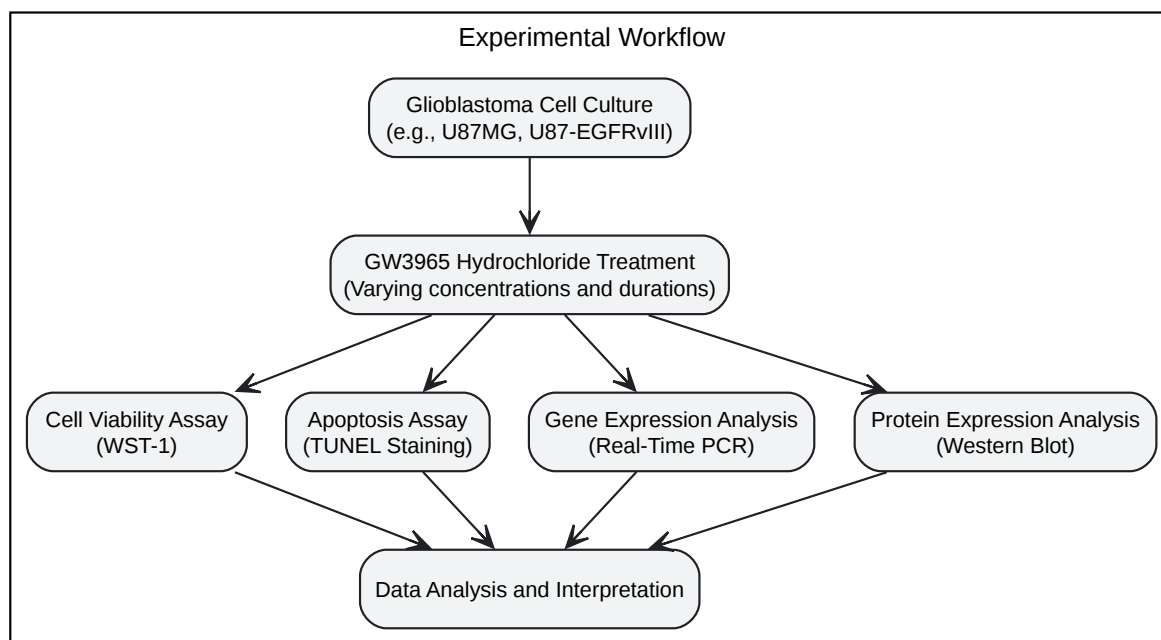 Experimental Workflow
Glioblastoma Cell Culture
(e.g., U87MG, U87-EGFRvIII)
GW3965 Hydrochloride Treatment
(Varying concentrations and durations)
Cell Viability Assay
(WST-1)
Apoptosis Assay
(TUNEL Staining)
Gene Expression Analysis
(Real-Time PCR)
Protein Expression Analysis
(Western Blot)
Data Analysis and Interpretation